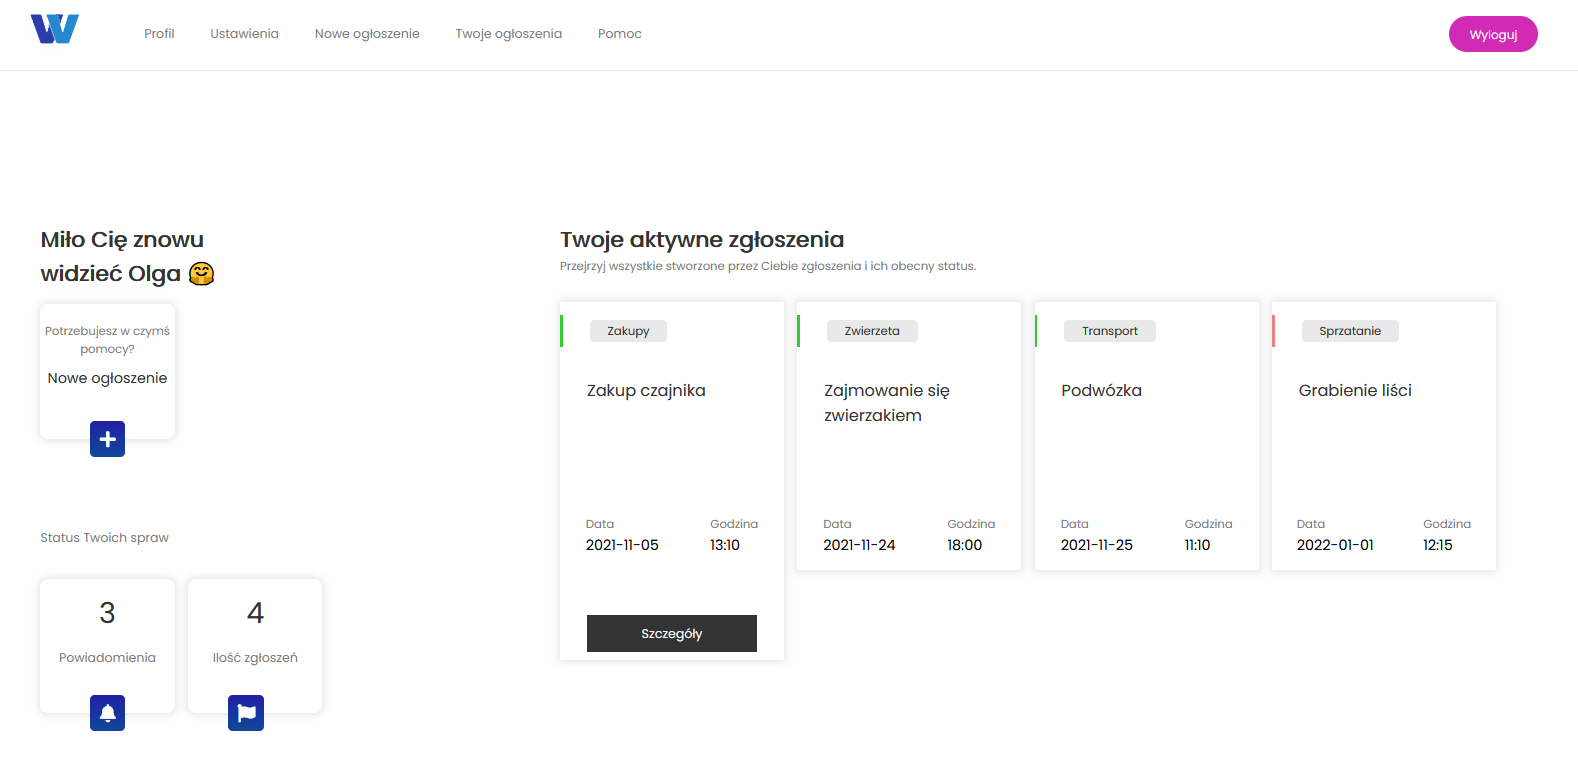 W
Profil
Ustawienia
Nowe ogłoszenie
Twoje ogłoszenia
Pomoc
Wyloguj
Miło Cię znowu
widzieć Olga 🤗
Potrzebujesz w czymś
pomocy?
Nowe ogłoszenie
Status Twoich spraw
3
Powiadomienia
4
Ilość zgłoszeń
Twoje aktywne zgłoszenia
Przejrzyj wszystkie stworzone przez Ciebie zgłoszenia i ich obecny status.
Zakupy
Zakup czajnika
Data
Godzina
2021-11-05
13:10
Szczegóły
Zwierzeta
Zajmowanie się
zwierzakiem
Data
Godzina
2021-11-24
18:00
Transport
Podwózka
Data
Godzina
2021-11-25
11:10
Sprzatanie
Grabienie liści
Data
Godzina
2022-01-01
12:15